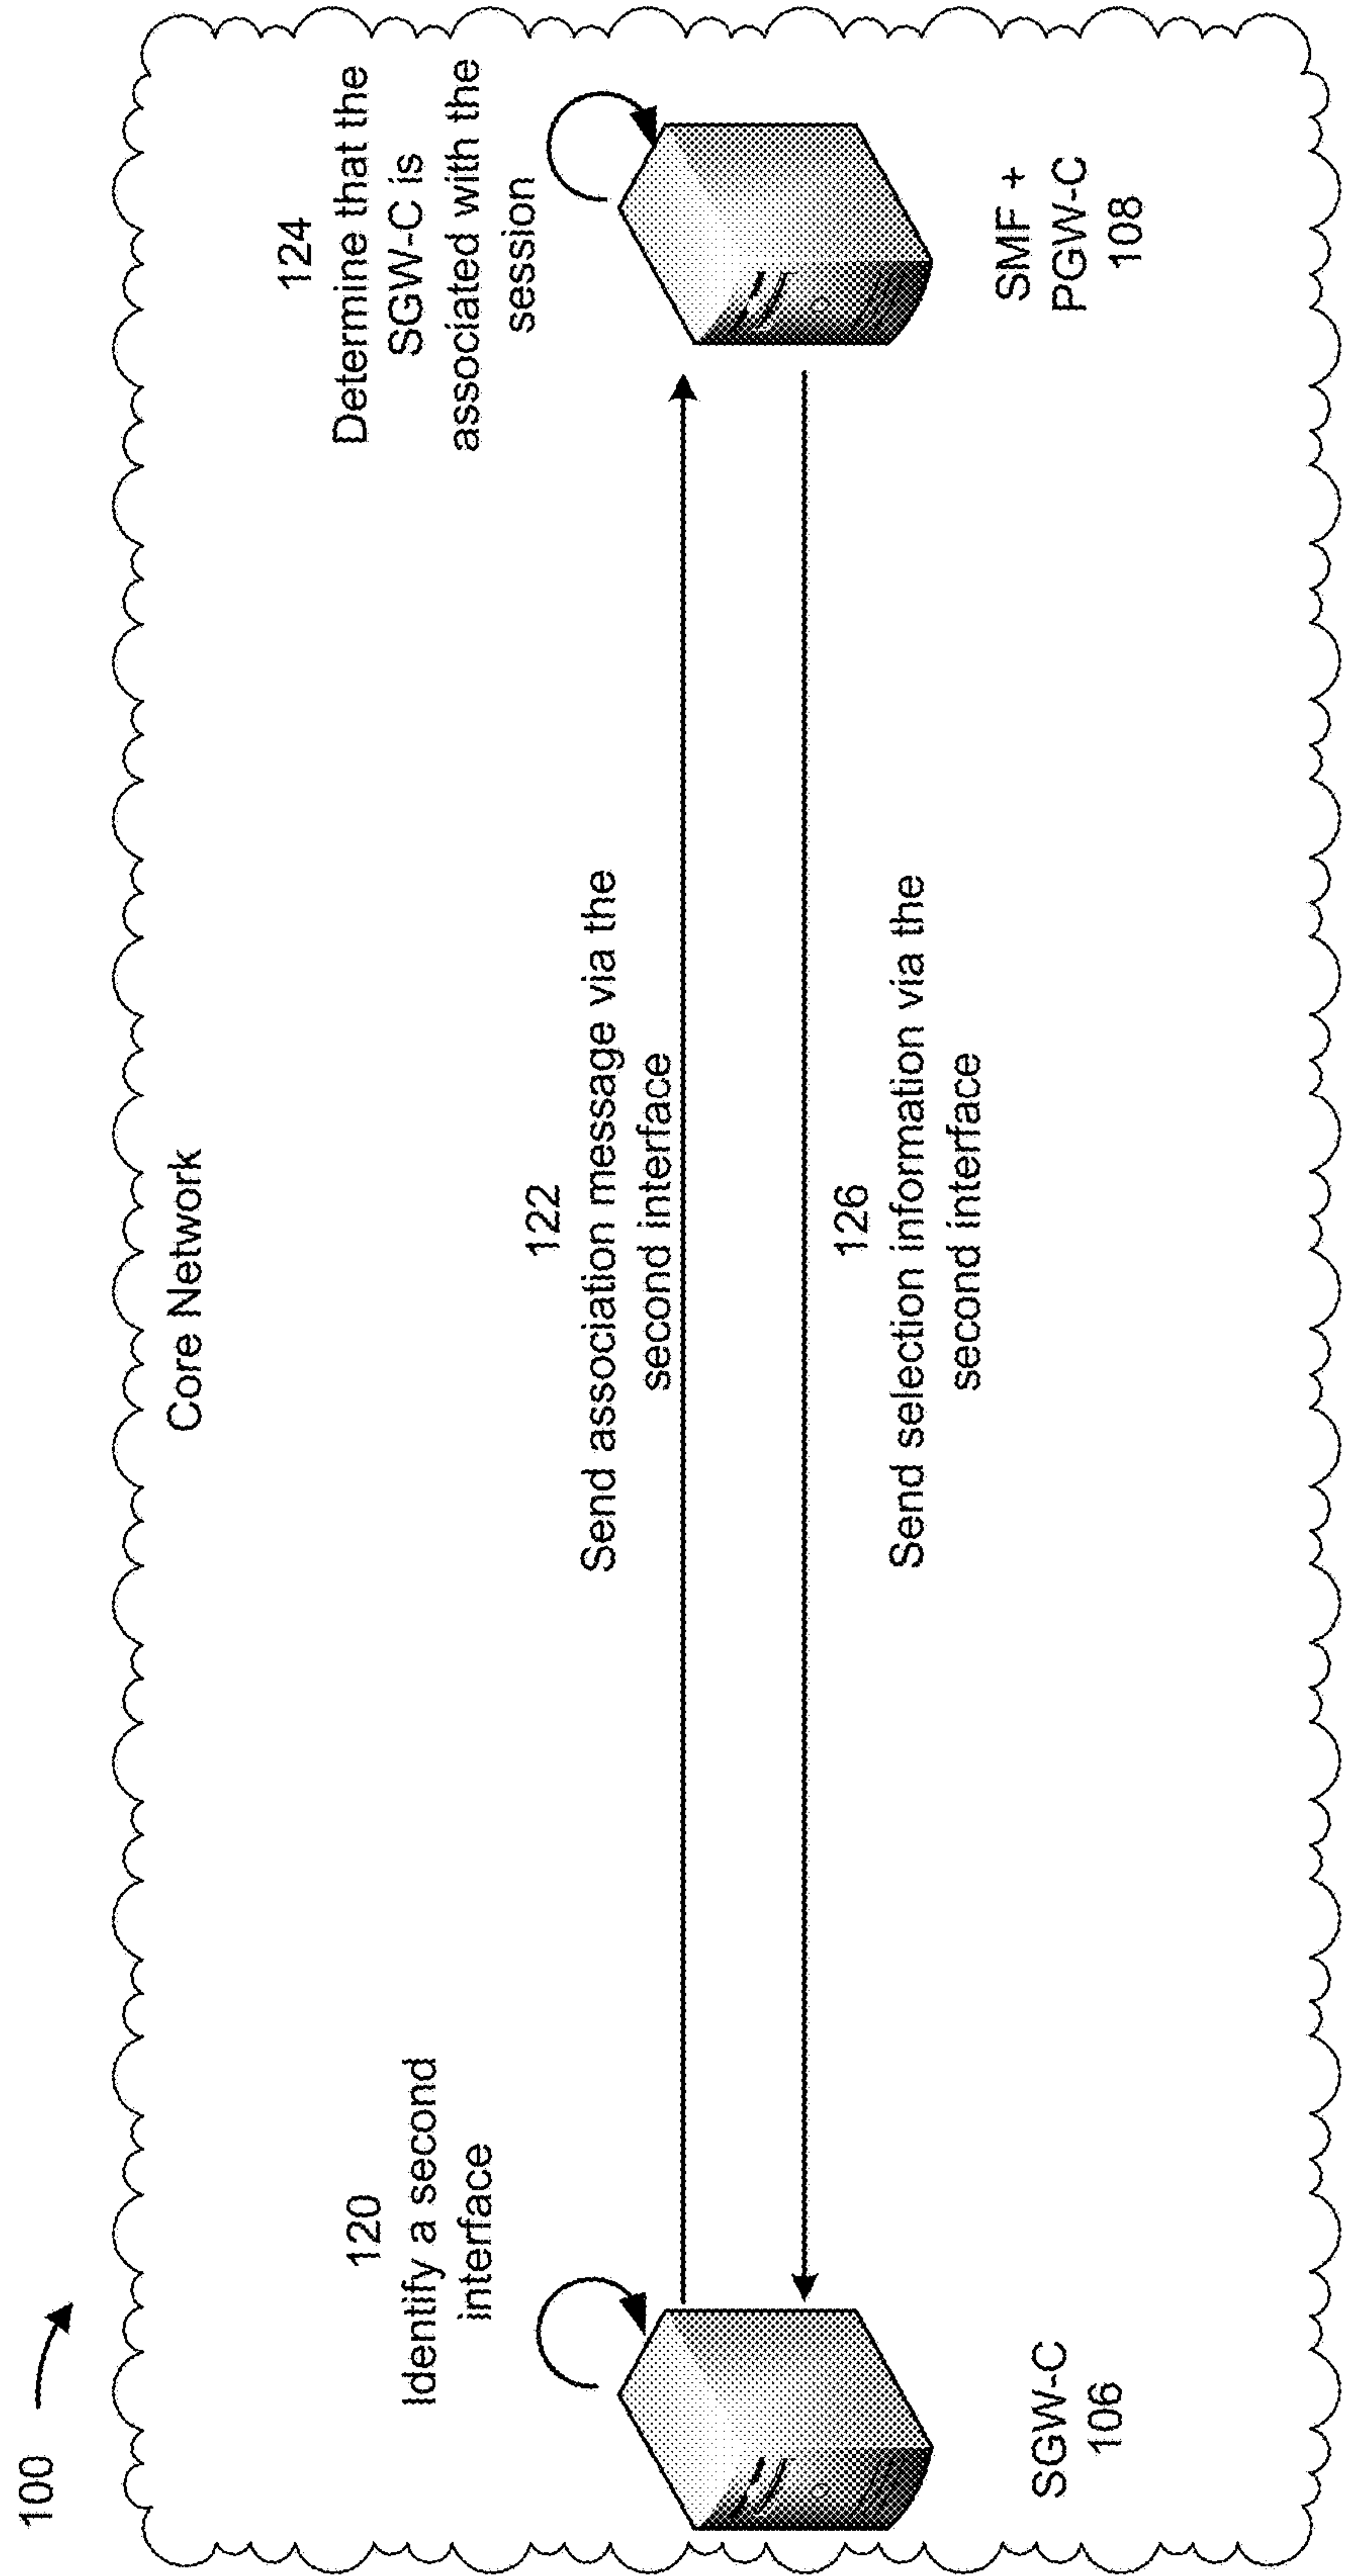 100
Core Network
120
Identify a second
interface
122
Send association message via the
second interface
124
Determine that the
SGW-C is
associated with the
session
126
Send selection information via the
second interface
SGW-C
106
SMF +
PGW-C
108